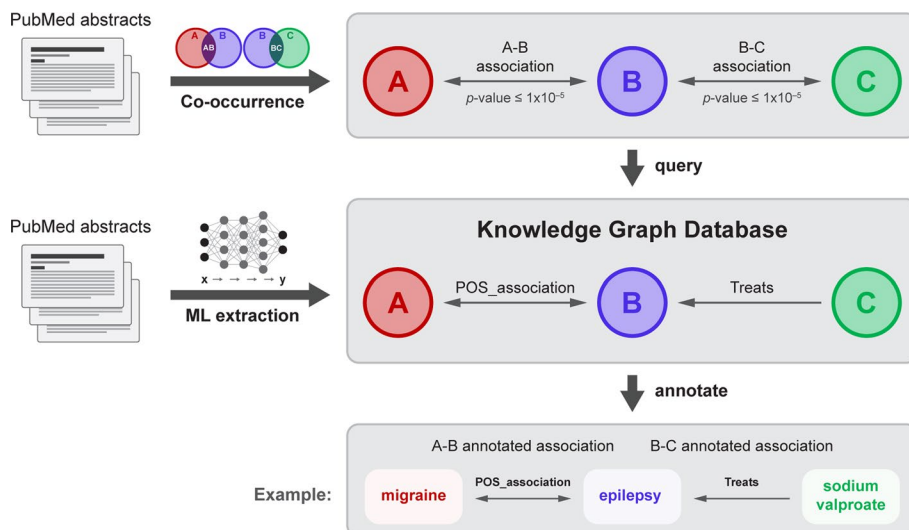 PubMed abstracts
A B B C
AB BC
Co-occurrence
A-B
association
p-value ≤ 1x10⁻⁵
B-C
association
p-value ≤ 1x10⁻⁵
A
B
C
query
PubMed abstracts
x y
ML extraction
Knowledge Graph Database
A
POS_association
B
Treats
C
annotate
A-B annotated association
B-C annotated association
Example:
migraine
POS_association
epilepsy
Treats
sodium
valproate